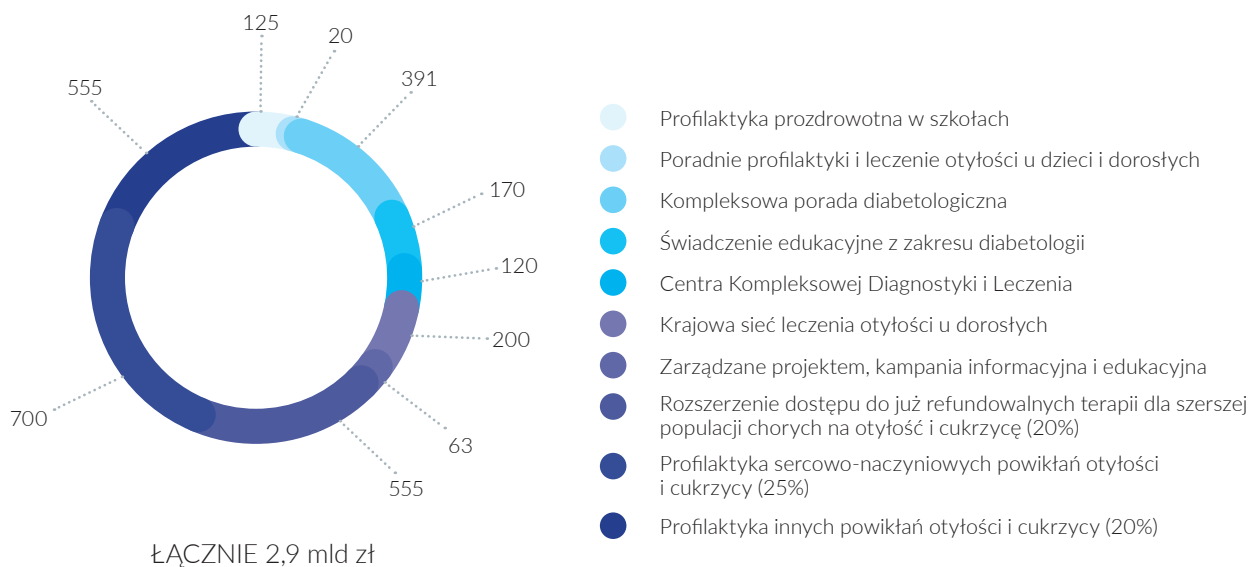 125
20
391
555
170
120
200
63
555
700
ŁĄCZNIE 2,9 mld zł
Profilaktyka prozdrowotna w szkołach
Poradnie profilaktyki i leczenie otyłości u dzieci i dorosłych
Kompleksowa porada diabetologiczna
Świadczenie edukacyjne z zakresu diabetologii
Centra Kompleksowej Diagnostyki i Leczenia
Krajowa sieć leczenia otyłości u dorosłych
Zarządzane projektem, kampania informacyjna i edukacyjna
Rozszerzenie dostępu do już refundowalnych terapii dla szerszej
populacji chorych na otyłość i cukrzycę (20%)
Profilaktyka sercowo-naczyniowych powikłań otyłości
i cukrzycy (25%)
Profilaktyka innych powikłań otyłości i cukrzycy (20%)